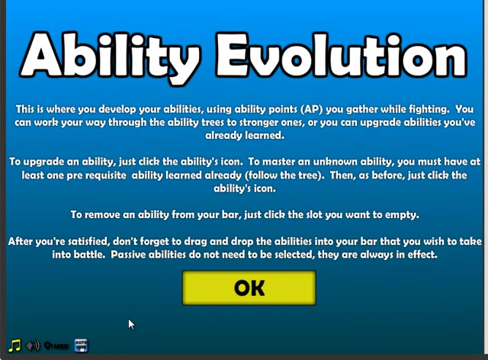 Ability Evolution
This is where you develop your abilities, using ability points (AP) you gather while fighting. You
can work your way through the ability trees to stronger ones, or you can upgrade abilities you've
already learned.
To upgrade an ability, just click the ability's icon. To master an unknown ability, you must have at
least one pre requisite ability learned already (follow the tree). Then, as before, just click the
ability's icon.
To remove an ability from your bar, just click the slot you want to empty.
After you're satisfied, don't forget to drag and drop the abilities into your bar that you wish to take
into battle. Passive abilities do not need to be selected, they are always in effect.
OK